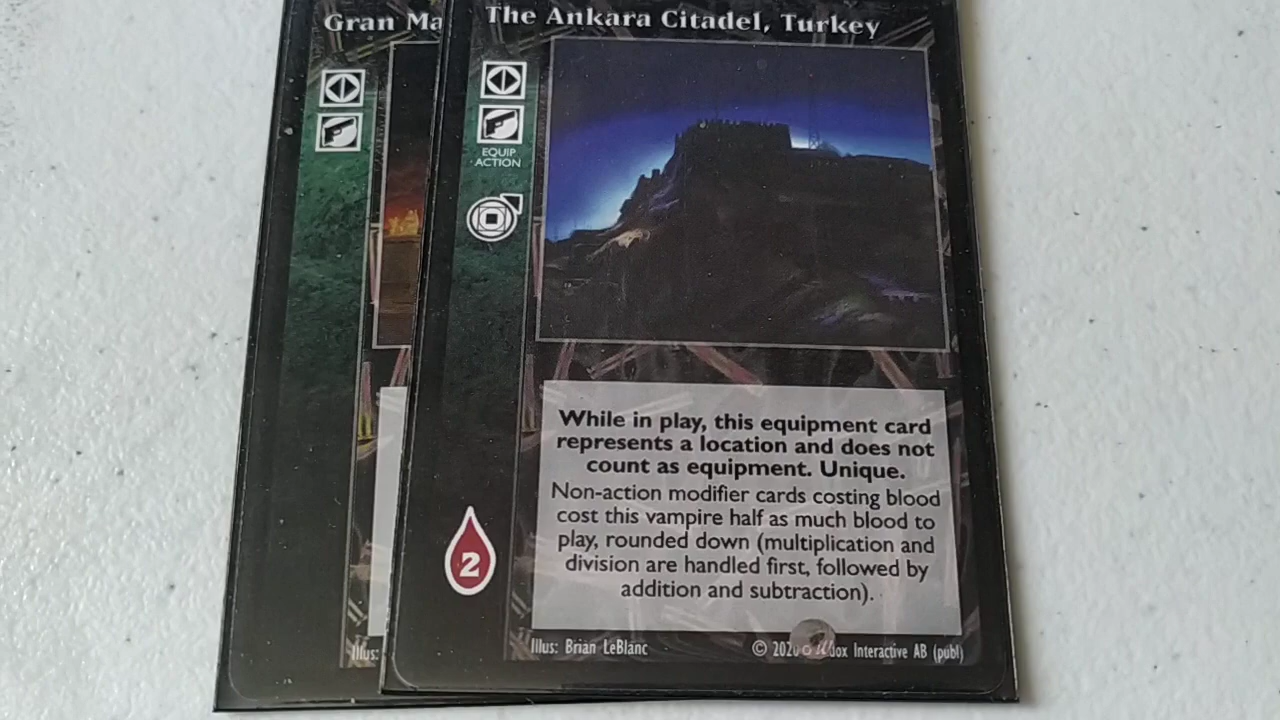 Gran Ma
The Ankara Citadel, Turkey
EQUIP
ACTION
While in play, this equipment card
represents a location and does not
count as equipment. Unique.
Non-action modifier cards costing blood
cost this vampire half as much blood to
play, rounded down (multiplication and
division are handled first, followed by
addition and subtraction).
2
Illus:
Illus: Brian LeBlanc
© Interactive AB (publ)